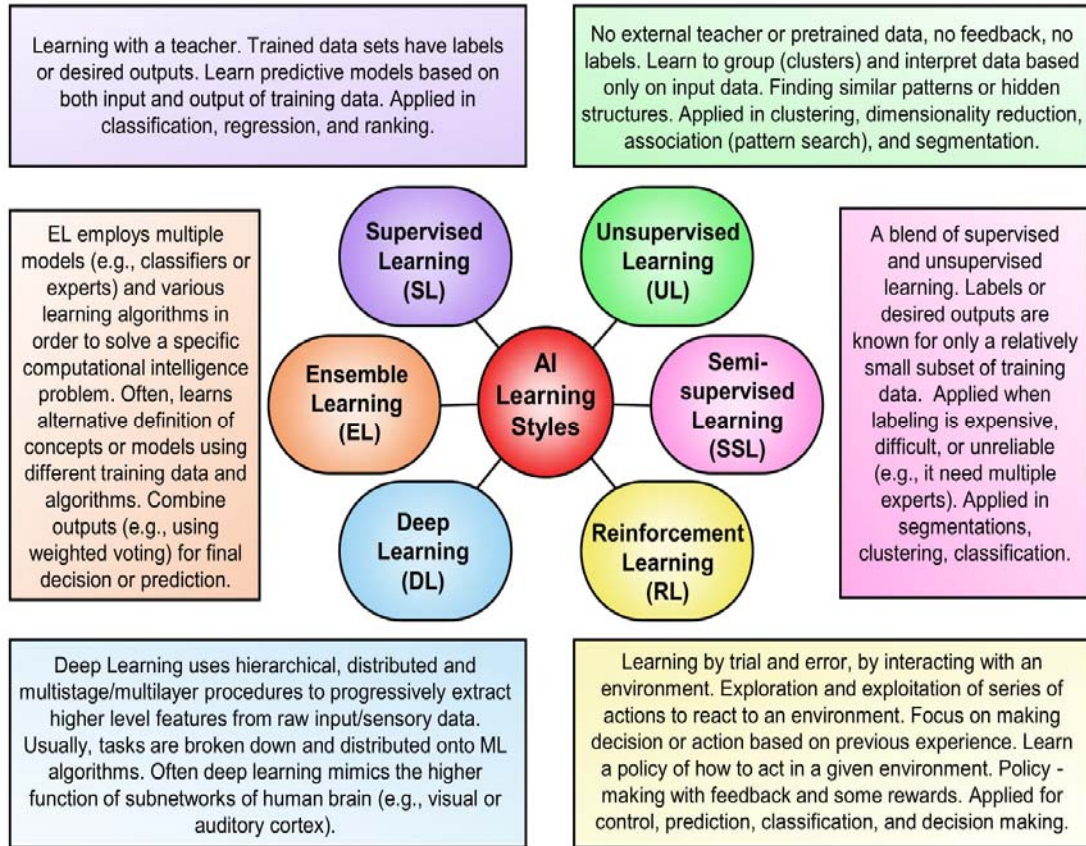 Learning with a teacher. Trained data sets have labels
or desired outputs. Learn predictive models based on
both input and output of training data. Applied in
classification, regression, and ranking.
No external teacher or pretrained data, no feedback, no
labels. Learn to group (clusters) and interpret data based
only on input data. Finding similar patterns or hidden
structures. Applied in clustering, dimensionality reduction,
association (pattern search), and segmentation.
EL employs multiple
models (e.g., classifiers or
experts) and various
learning algorithms in
order to solve a specific
computational intelligence
problem. Often, learns
alternative definition of
concepts or models using
different training data and
algorithms. Combine
outputs (e.g., using
weighted voting) for final
decision or prediction.
Supervised
Learning
(SL)
Unsupervised
Learning
(UL)
Ensemble
Learning
(EL)
AI
Learning
Styles
Semi-
supervised
Learning
(SSL)
Deep
Learning
(DL)
Reinforcement
Learning
(RL)
A blend of supervised
and unsupervised
learning. Labels or
desired outputs are
known for only a relatively
small subset of training
data. Applied when
labeling is expensive,
difficult, or unreliable
(e.g., it need multiple
experts). Applied in
segmentations,
clustering, classification.
Deep Learning uses hierarchical, distributed and
multistage/multilayer procedures to progressively extract
higher level features from raw input/sensory data.
Usually, tasks are broken down and distributed onto ML
algorithms. Often deep learning mimics the higher
function of subnetworks of human brain (e.g., visual or
auditory cortex).
Learning by trial and error, by interacting with an
environment. Exploration and exploitation of series of
actions to react to an environment. Focus on making
decision or action based on previous experience. Learn
a policy of how to act in a given environment. Policy -
making with feedback and some rewards. Applied for
control, prediction, classification, and decision making.